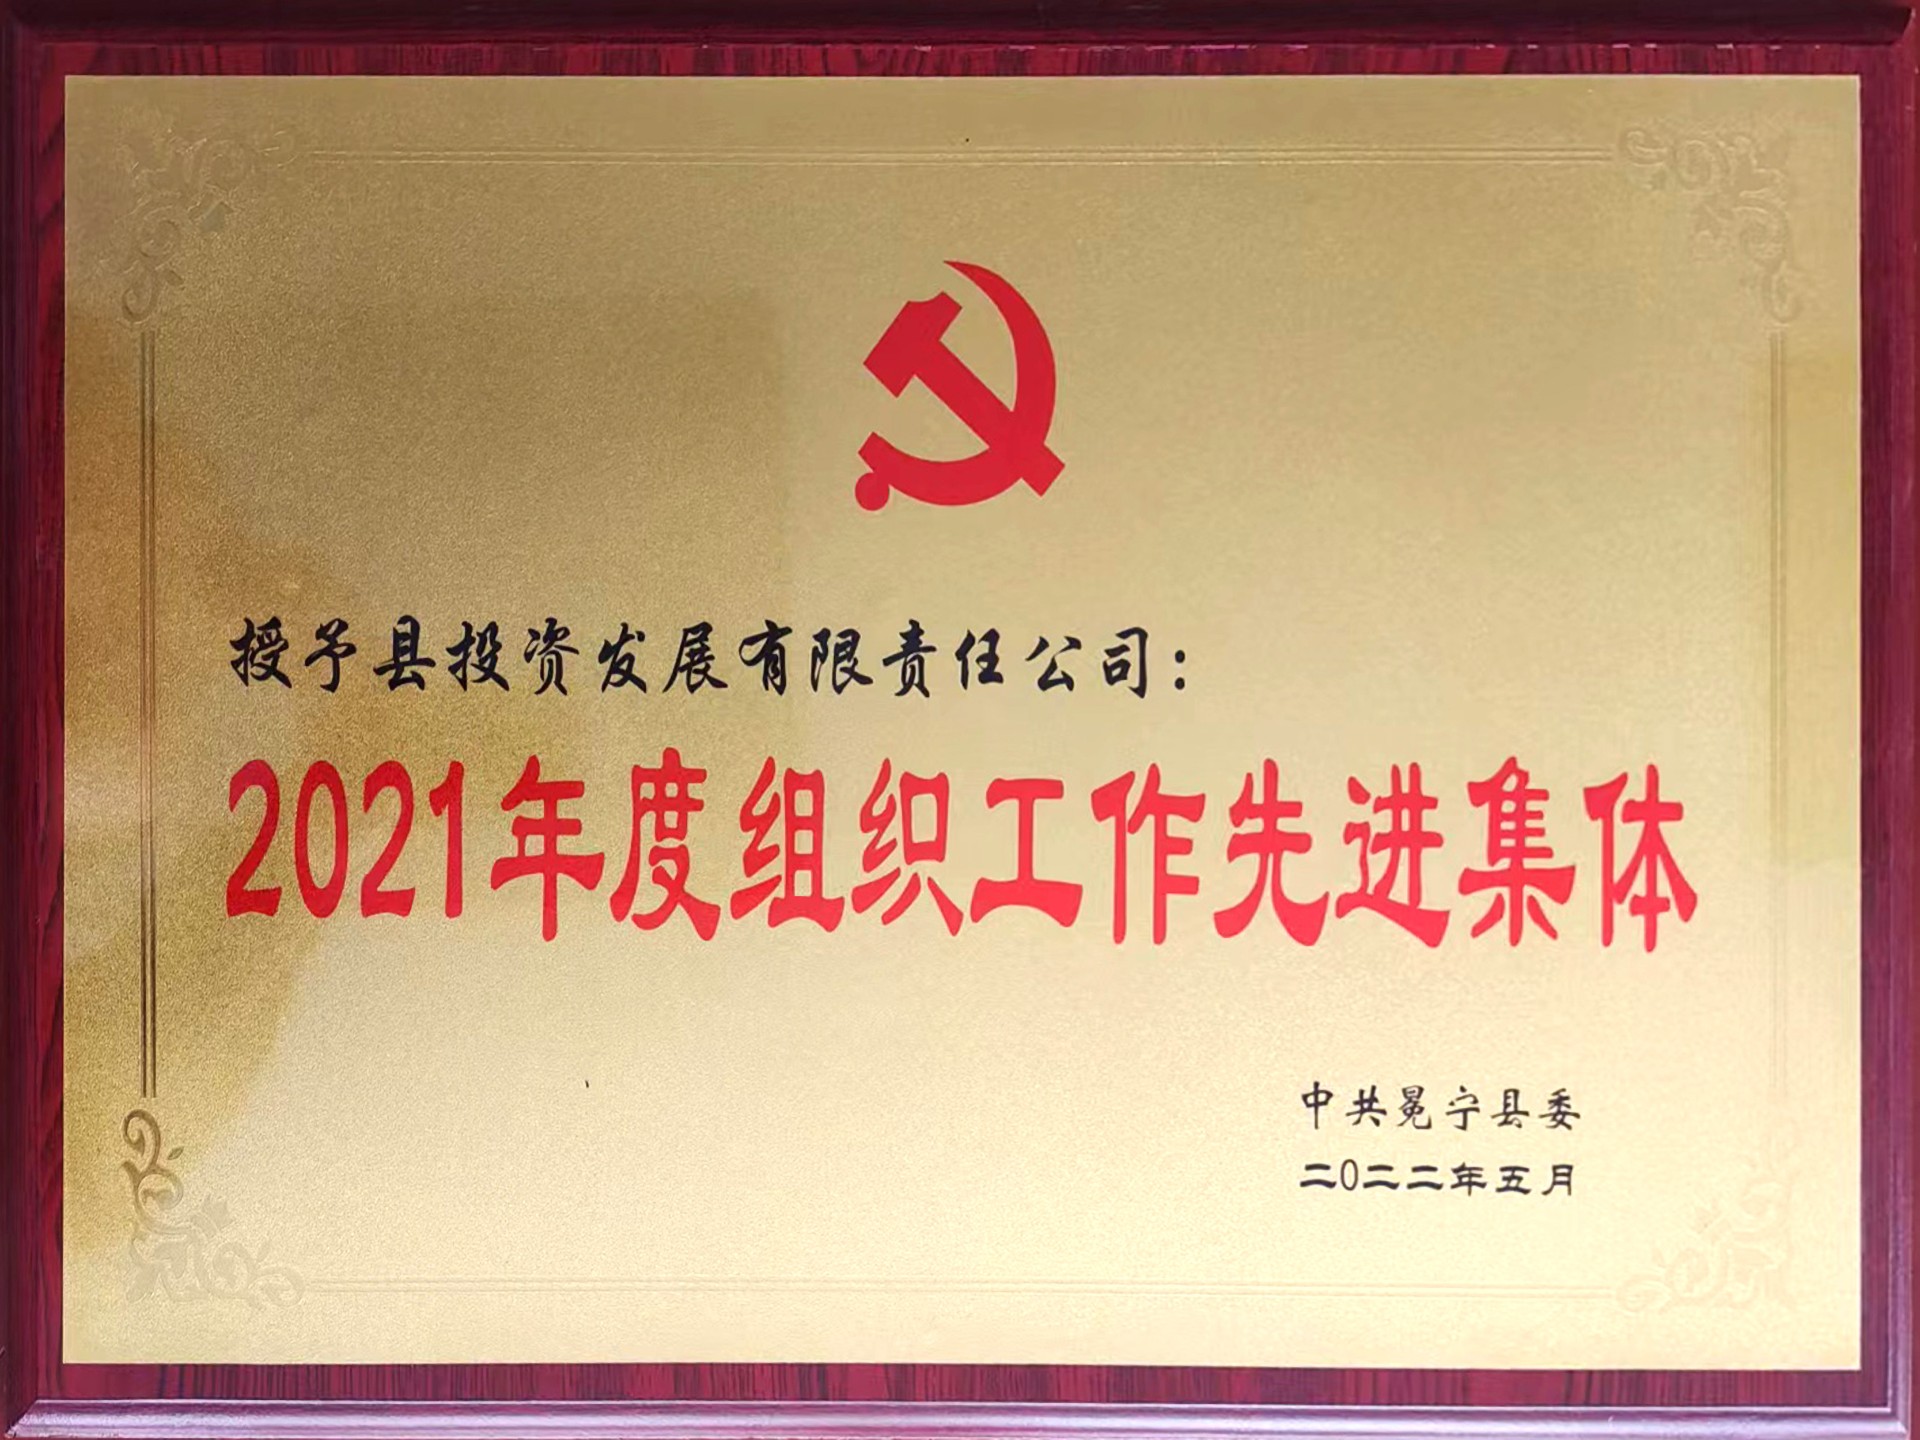 授予县投资发展有限责任公司：
2021年度组织工作先进集体
中共冕宁县委
二〇二二年五月